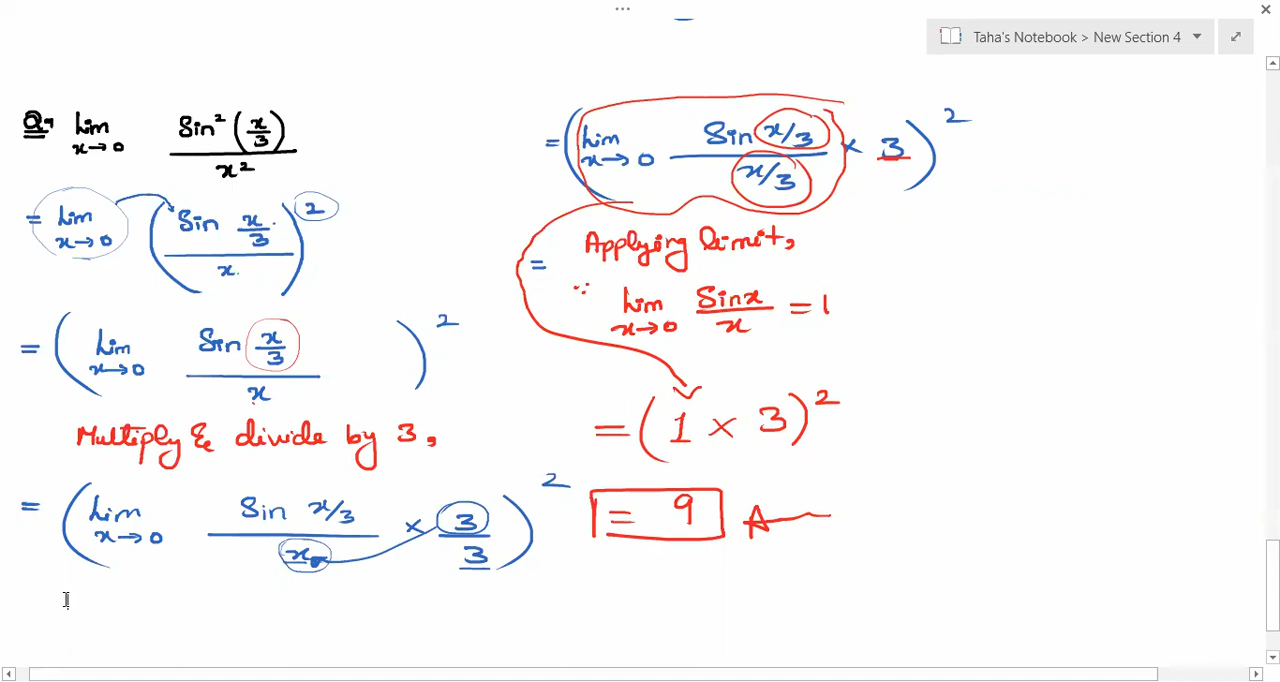 Taha's Notebook > New Section 4
Q. Lim x→0 Sin² (x/3) / x²
= Lim x→0 (Sin x/3 / x)²
= (Lim x→0 Sin x/3 / x)²
Multiply & divide by 3,
= (Lim x→0 Sin x/3 / x × 3/3)²
= (Lim x→0 Sin x/3 / x/3 × 3)²
= Applying limit,
∵ Lim x→0 Sinx / x = 1
= (1 × 3)²
= 9 A